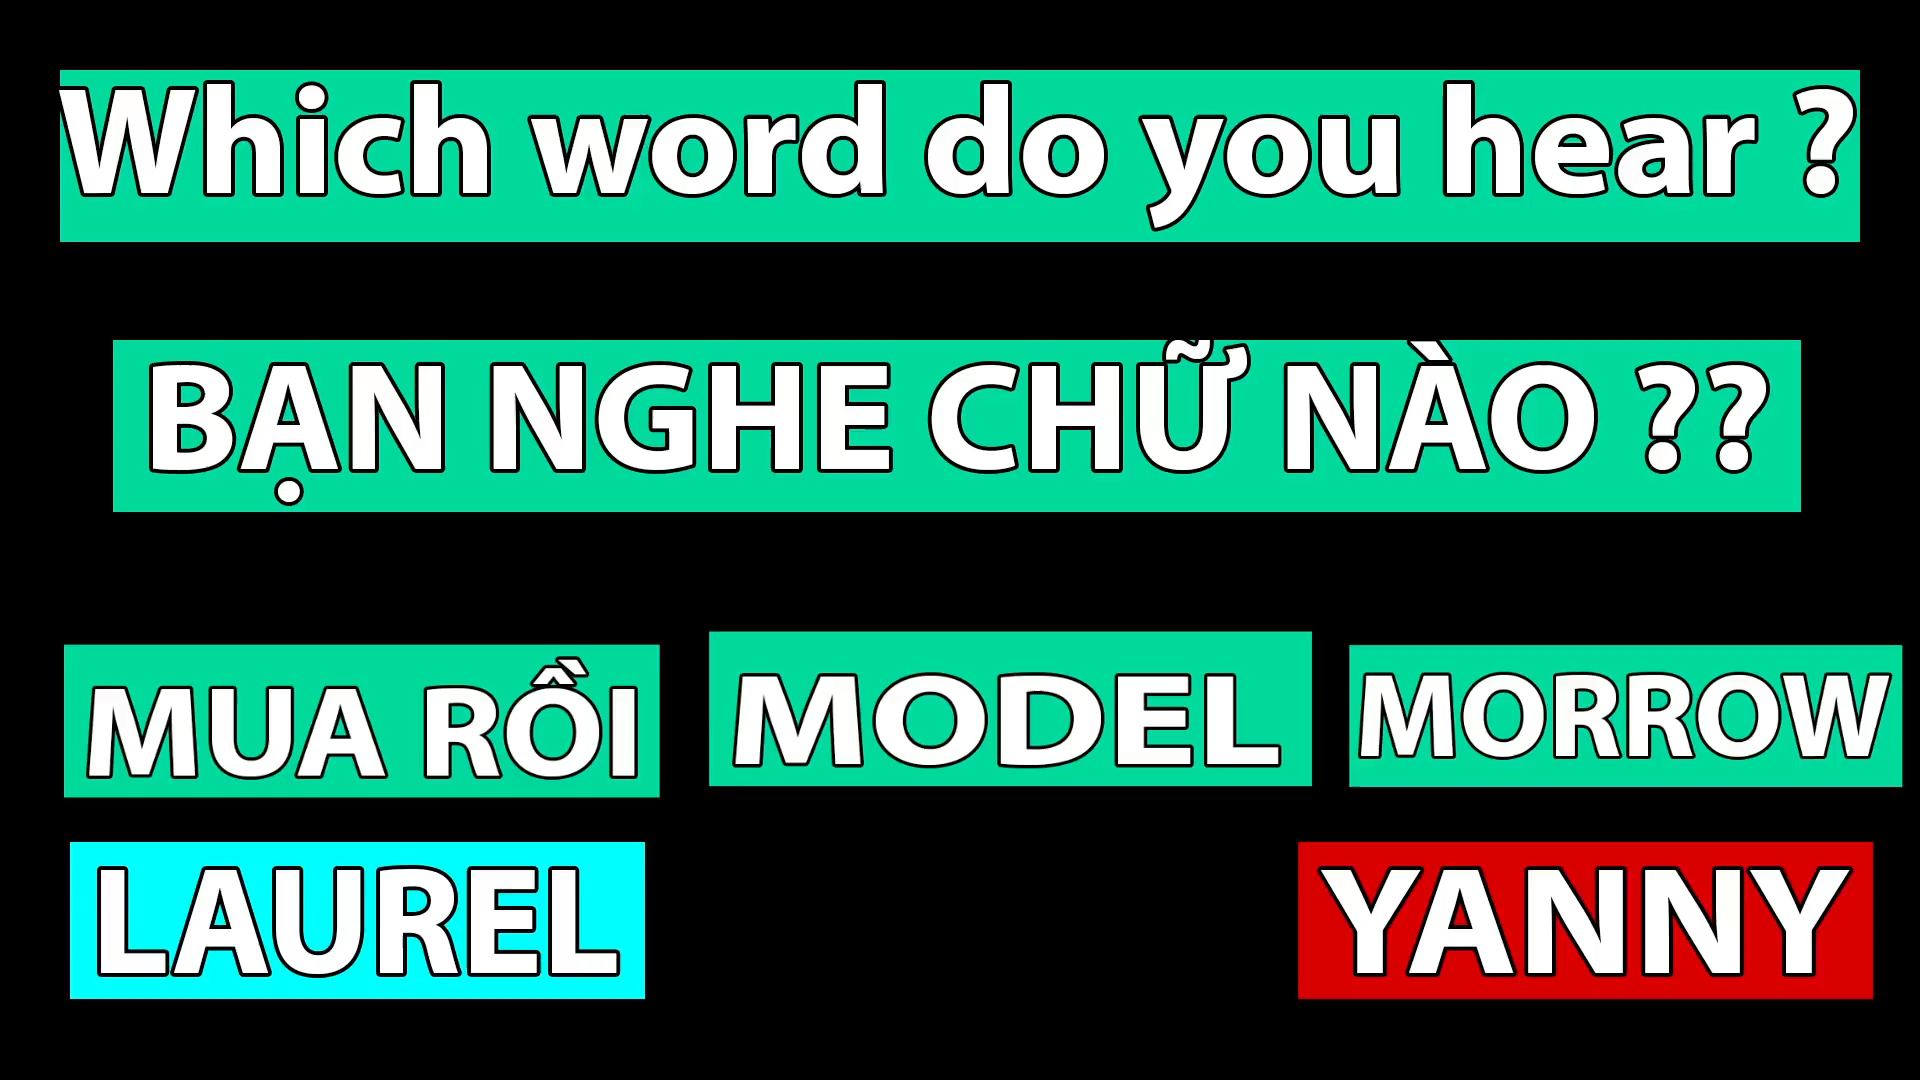 Which word do you hear ?
BẠN NGHE CHỮ NÀO ??
MUA RỒI MODEL MORROW
LAUREL YANNY